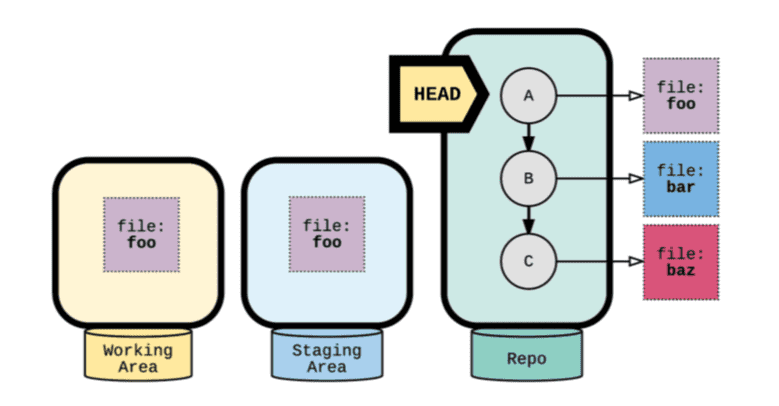 HEAD
A
file:
foo
B
file:
bar
C
file:
baz
file:
foo
file:
foo
Working
Area
Staging
Area
Repo